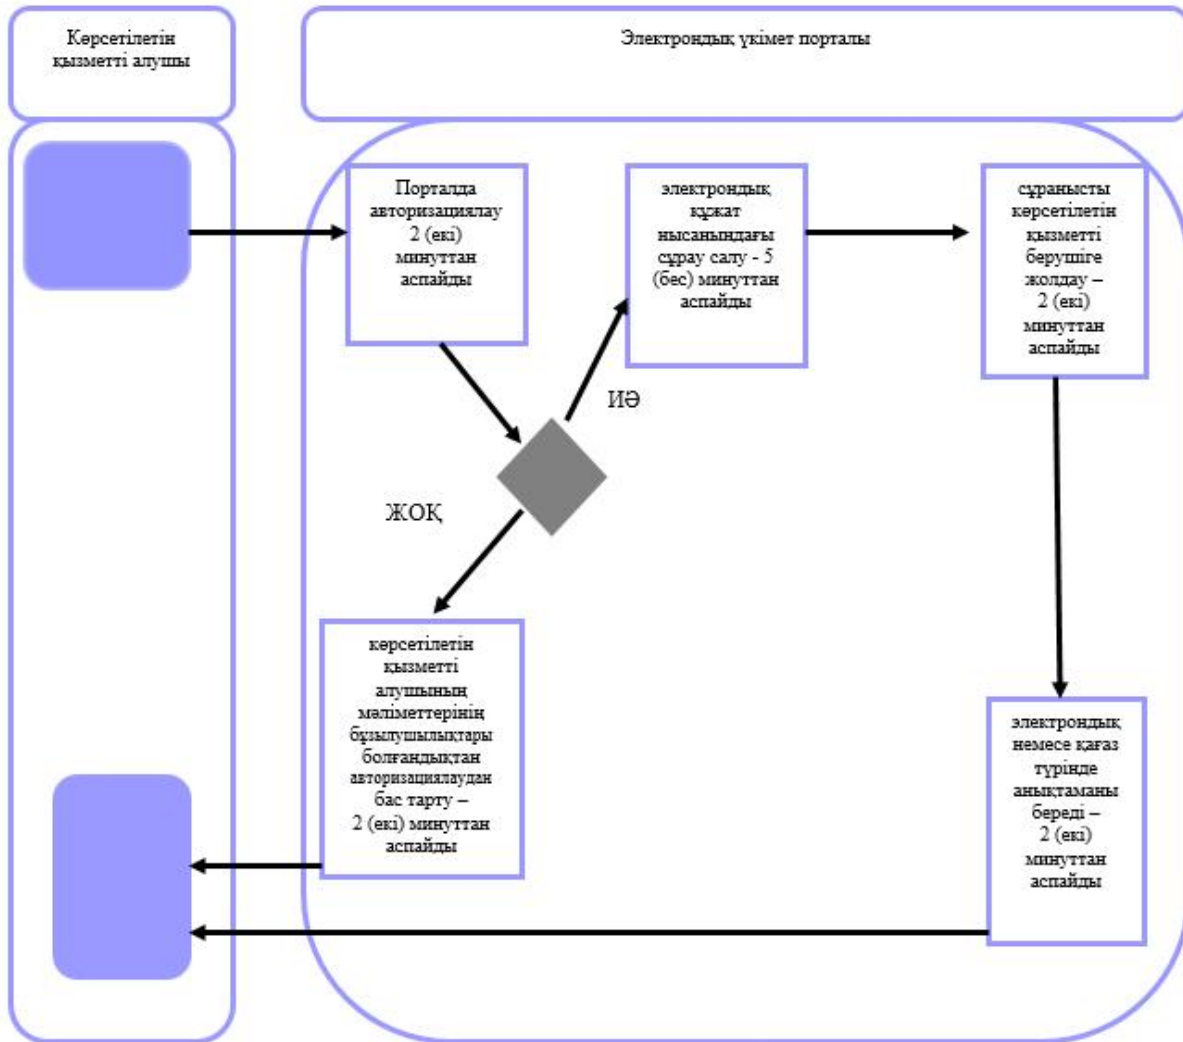 Көрсетілетін
қызметті алушы
Электрондық үкімет порталы
Порталда
авторизациялау
2 (екі)
минуттан
аспайды
электрондық
құжат
нысанындағы
сұрау салу - 5
(бес) минуттан
аспайды
сұранысты
көрсетілетін
қызметті
берушіге
жолдау –
2 (екі)
минуттан
аспайды
ИӘ
ЖОҚ
көрсетілетін
қызметті
алушының
мәліметтерінің
бұзылушылықтары
болғандықтан
авторизациялаудан
бас тарту –
2 (екі) минуттан
аспайды
электрондық
немесе қағаз
түрінде
анықтаманы
береді –
2 (екі)
минуттан
аспайды